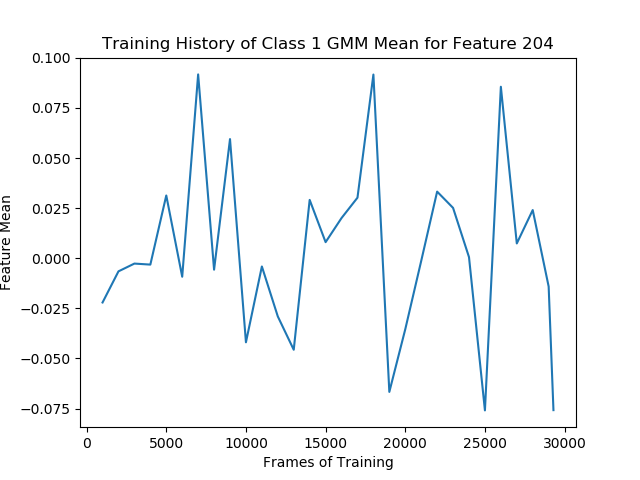 Training History of Class 1 GMM Mean for Feature 204
0.100
0.075
0.050
0.025
0.000
−0.025
−0.050
−0.075
Feature Mean
0 5000 10000 15000 20000 25000 30000
Frames of Training